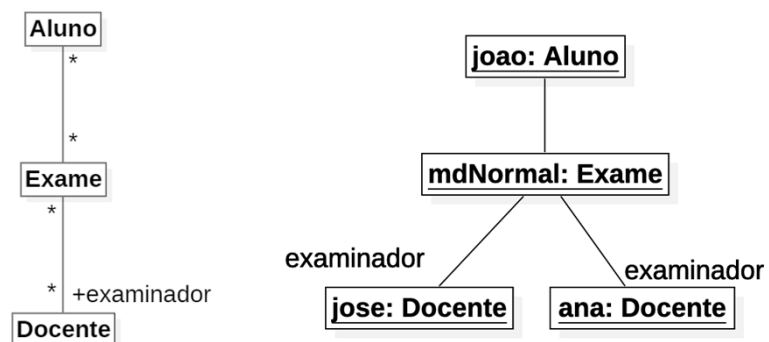 Aluno
*
*
Exame
*
* +examinador
Docente
joao: Aluno
mdNormal: Exame
examinador
examinador
jose: Docente
ana: Docente